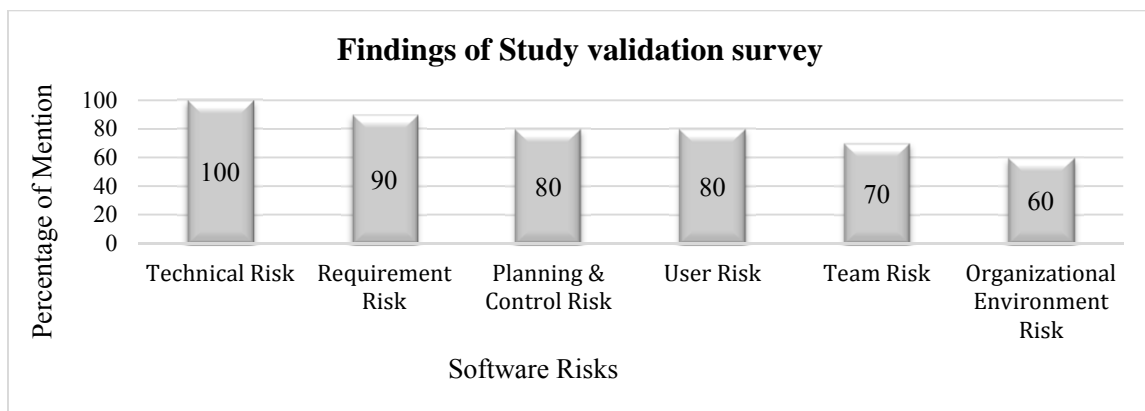 Findings of Study validation survey
Percentage of Mention
100
80
60
40
20
0
100
90
80
80
70
60
Technical Risk
Requirement
Risk
Planning &
Control Risk
User Risk
Team Risk
Organizational
Environment
Risk
Software Risks